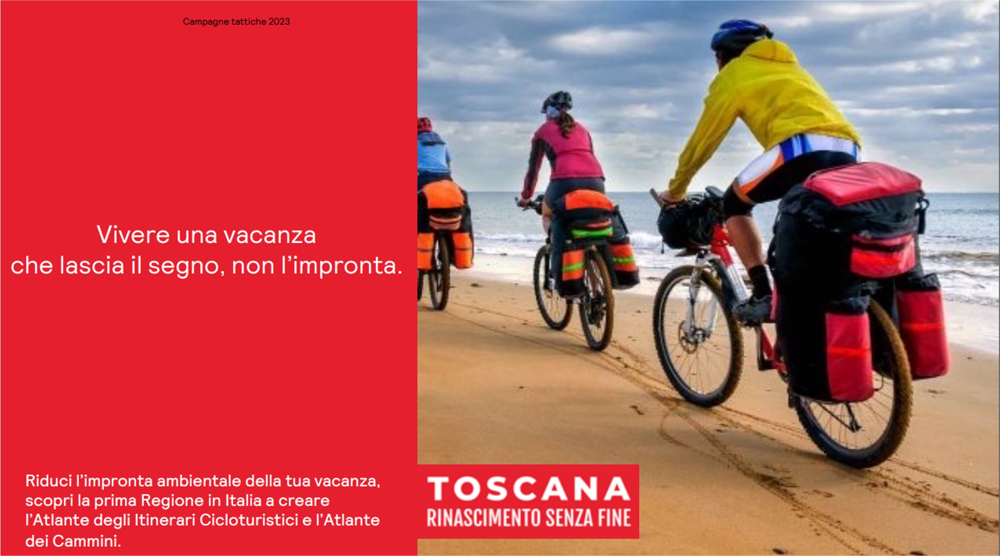 Campagne tattiche 2023
Vivere una vacanza
che lascia il segno, non l’impronta.
Riduci l’impronta ambientale della tua vacanza,
scopri la prima Regione in Italia a creare
l’Atlante degli Itinerari Cicloturistici e l’Atlante
dei Cammini.
TOSCANA
RINASCIMENTO SENZA FINE